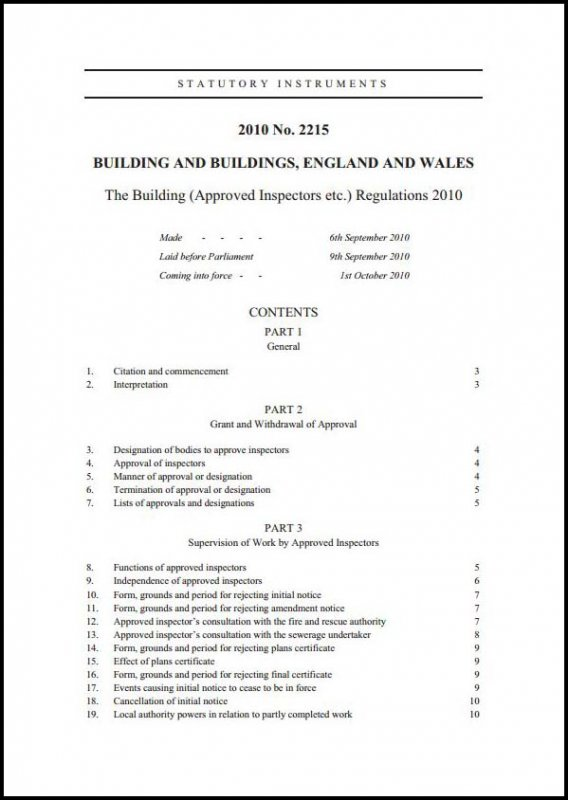 STATUTORY INSTRUMENTS
2010 No. 2215
BUILDING AND BUILDINGS, ENGLAND AND WALES
The Building (Approved Inspectors etc.) Regulations 2010
Made - - - - 6th September 2010
Laid before Parliament 9th September 2010
Coming into force - - 1st October 2010
CONTENTS
PART 1
General
1. Citation and commencement 3
2. Interpretation 3
PART 2
Grant and Withdrawal of Approval
3. Designation of bodies to approve inspectors 4
4. Approval of inspectors 4
5. Manner of approval or designation 4
6. Termination of approval or designation 5
7. Lists of approvals and designations 5
PART 3
Supervision of Work by Approved Inspectors
8. Functions of approved inspectors 5
9. Independence of approved inspectors 6
10. Form, grounds and period for rejecting initial notice 7
11. Form, grounds and period for rejecting amendment notice 7
12. Approved inspector's consultation with the fire and rescue authority 7
13. Approved inspector's consultation with the sewerage undertaker 8
14. Form, grounds and period for rejecting plans certificate 9
15. Effect of plans certificate 9
16. Form, grounds and period for rejecting final certificate 9
17. Events causing initial notice to cease to be in force 9
18. Cancellation of initial notice 10
19. Local authority powers in relation to partly completed work 10